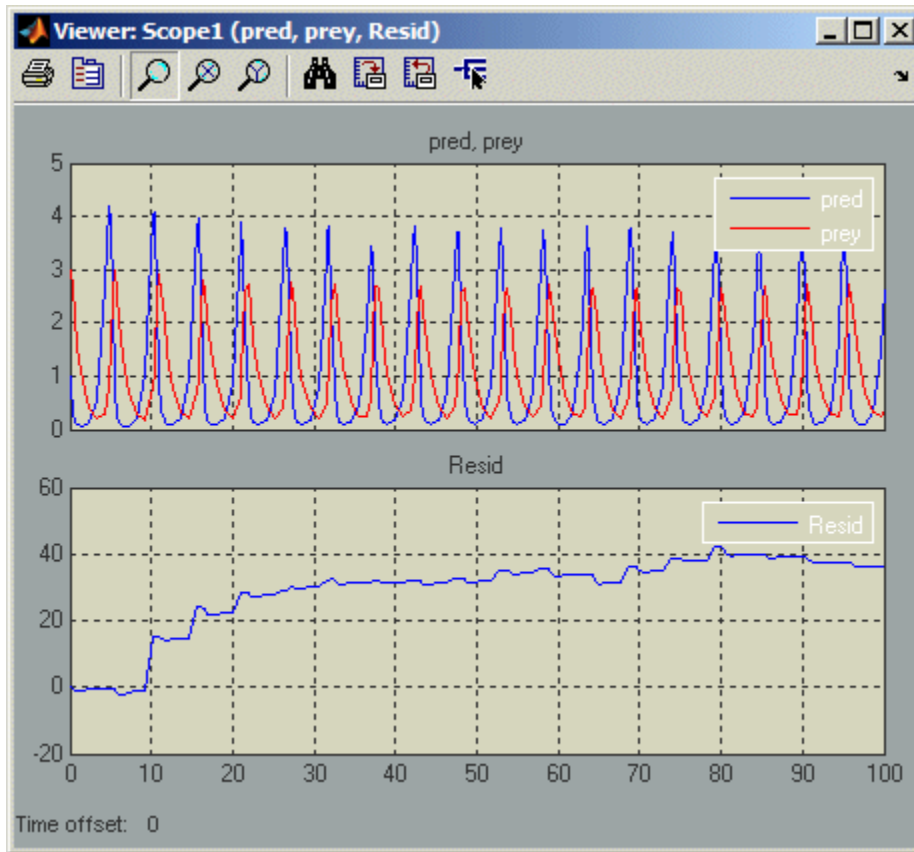 Viewer: Scope1 (pred, prey, Resid)
pred, prey
5
4
3
2
1
0
pred
prey
Resid
60
40
20
0
-20
Resid
0 10 20 30 40 50 60 70 80 90 100
Time offset: 0